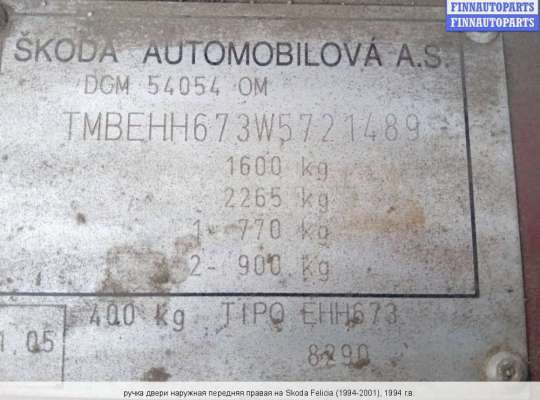 FINNAUTOPARTS
FINNAUTOPARTS
ŠKODA AUTOMOBILOVÁ A.S.
DGM 54054 OM
TMBEHH673W5721489
1600 kg
2265 kg
1- 770 kg
2- 900 kg
400 kg TIPO EHH673
1.05
8290
ручка двери наружная передняя правая на Skoda Felicia (1994-2001), 1994 г.в.